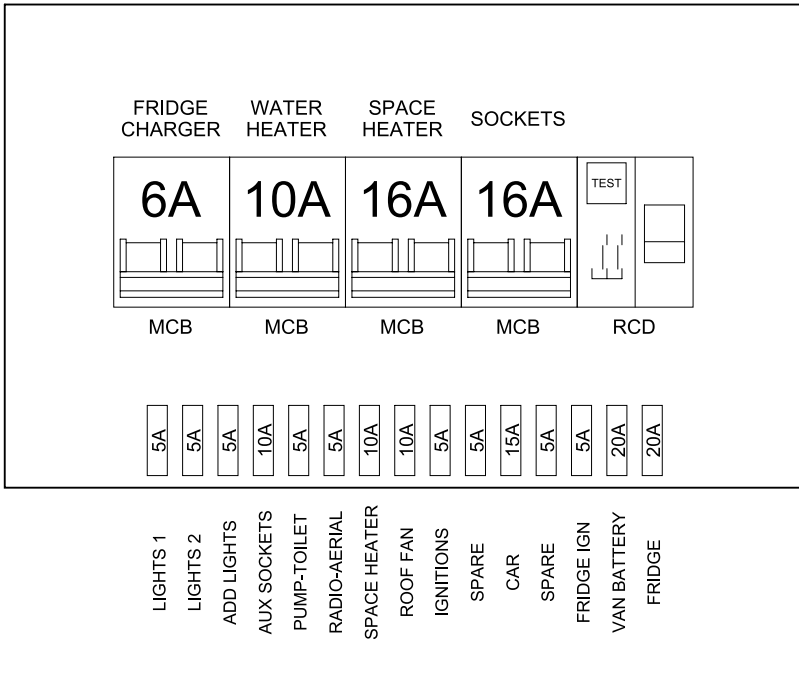 FRIDGE
CHARGER
WATER
HEATER
SPACE
HEATER
SOCKETS
6A
10A
16A
16A
TEST
MCB
MCB
MCB
MCB
RCD
5A
5A
5A
10A
5A
5A
10A
10A
5A
5A
15A
5A
5A
20A
20A
LIGHTS 1
LIGHTS 2
ADD LIGHTS
AUX SOCKETS
PUMP-TOILET
RADIO-AERIAL
SPACE HEATER
ROOF FAN
IGNITIONS
SPARE
CAR
SPARE
FRIDGE IGN
VAN BATTERY
FRIDGE